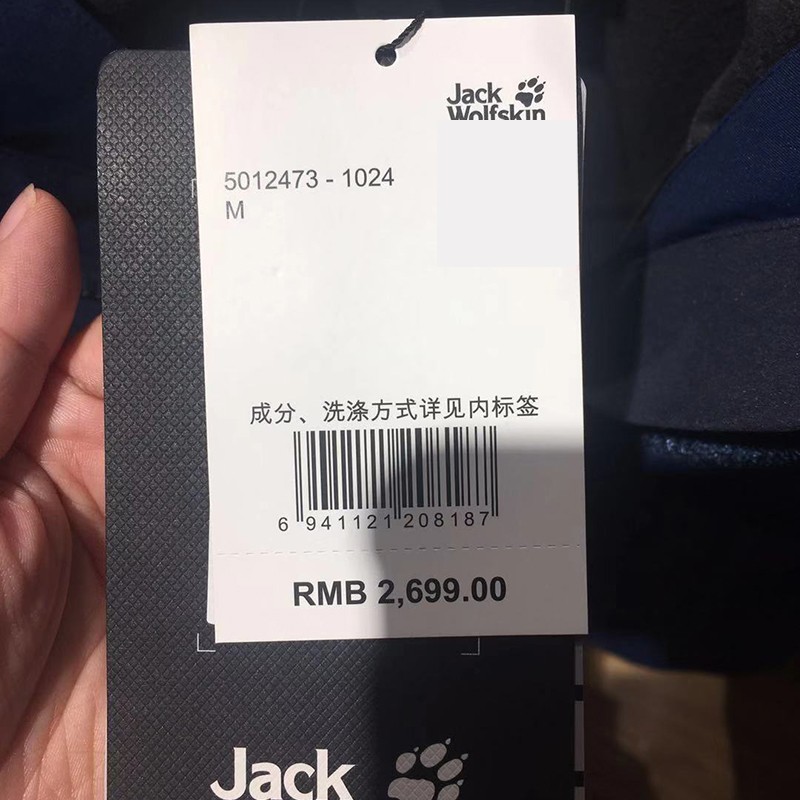 Jack
Wolfskin
5012473 - 1024
M
成分、洗涤方式详见内标签
6 941121 208187
RMB 2,699.00
Jack